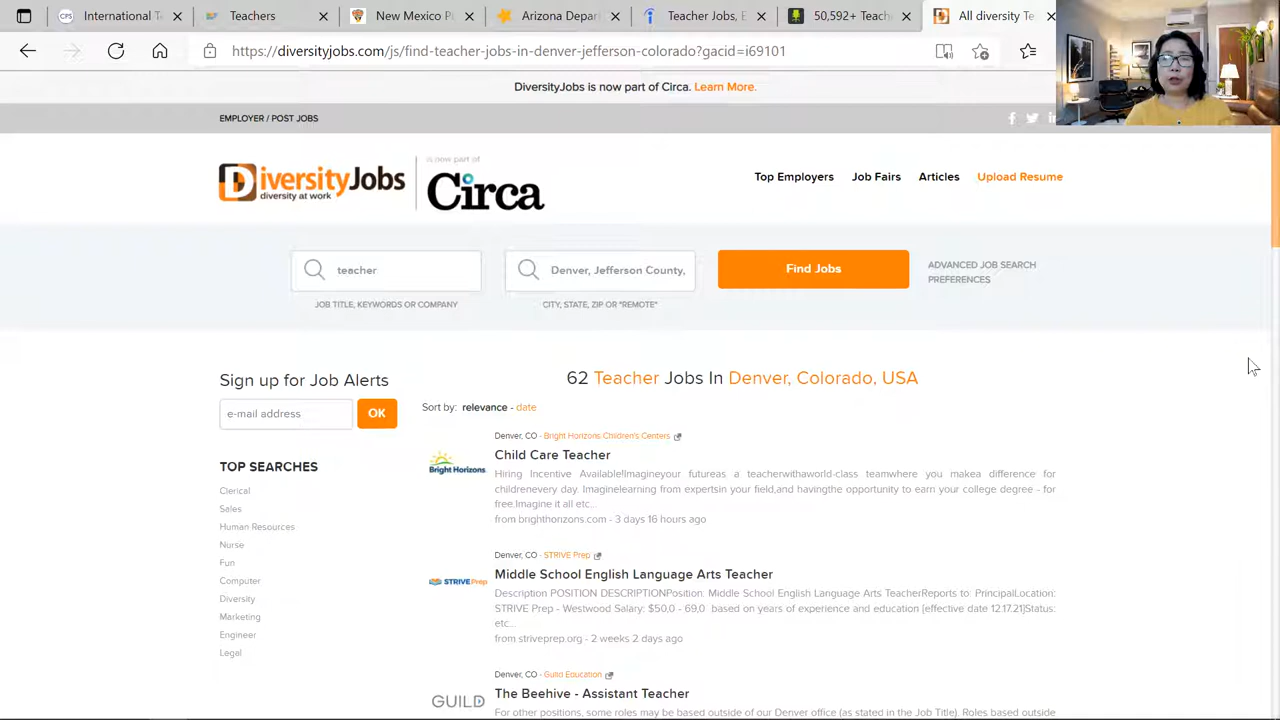 International Te
Teachers
New Mexico Pu
Arizona Depart
Teacher Jobs, E
50,592+ Teach
All diversity Te
https://diversityjobs.com/js/find-teacher-jobs-in-denver-jefferson-colorado?gacid=i69101
DiversityJobs is now part of Circa. Learn More.
EMPLOYER / POST JOBS
DiversityJobs
diversity at work
is now part of
Circa
Top Employers
Job Fairs
Articles
Upload Resume
teacher
Denver, Jefferson County,
Find Jobs
ADVANCED JOB SEARCH
PREFERENCES
JOB TITLE, KEYWORDS OR COMPANY
CITY, STATE, ZIP OR "REMOTE"
Sign up for Job Alerts
e-mail address
OK
TOP SEARCHES
Clerical
Sales
Human Resources
Nurse
Fun
Computer
Diversity
Marketing
Engineer
Legal
62 Teacher Jobs In Denver, Colorado, USA
Sort by: relevance - date
Denver, CO - Bright Horizons Children's Centers
Bright Horizons
Child Care Teacher
Hiring Incentive Available!Imagineyour futureas a teacherwithaworld-class teamwhere you makea difference for
childrenevery day. Imaginelearning from expertsin your field,and havingthe opportunity to earn your college degree - for
free.Imagine it all etc...
from brighthorizons.com - 3 days 16 hours ago
Denver, CO - STRIVE Prep
STRIVE Prep
Middle School English Language Arts Teacher
Description POSITION DESCRIPTIONPosition: Middle School English Language Arts TeacherReports to: PrincipalLocation:
STRIVE Prep - Westwood Salary: $50,0 - 69,0 based on years of experience and education [effective date 12.17.21]Status:
etc...
from striveprep.org - 2 weeks 2 days ago
Denver, CO - Guild Education
GUILD
The Beehive - Assistant Teacher
For other positions, some roles may be based outside of our Denver office (as stated in the Job Title). Roles based outside